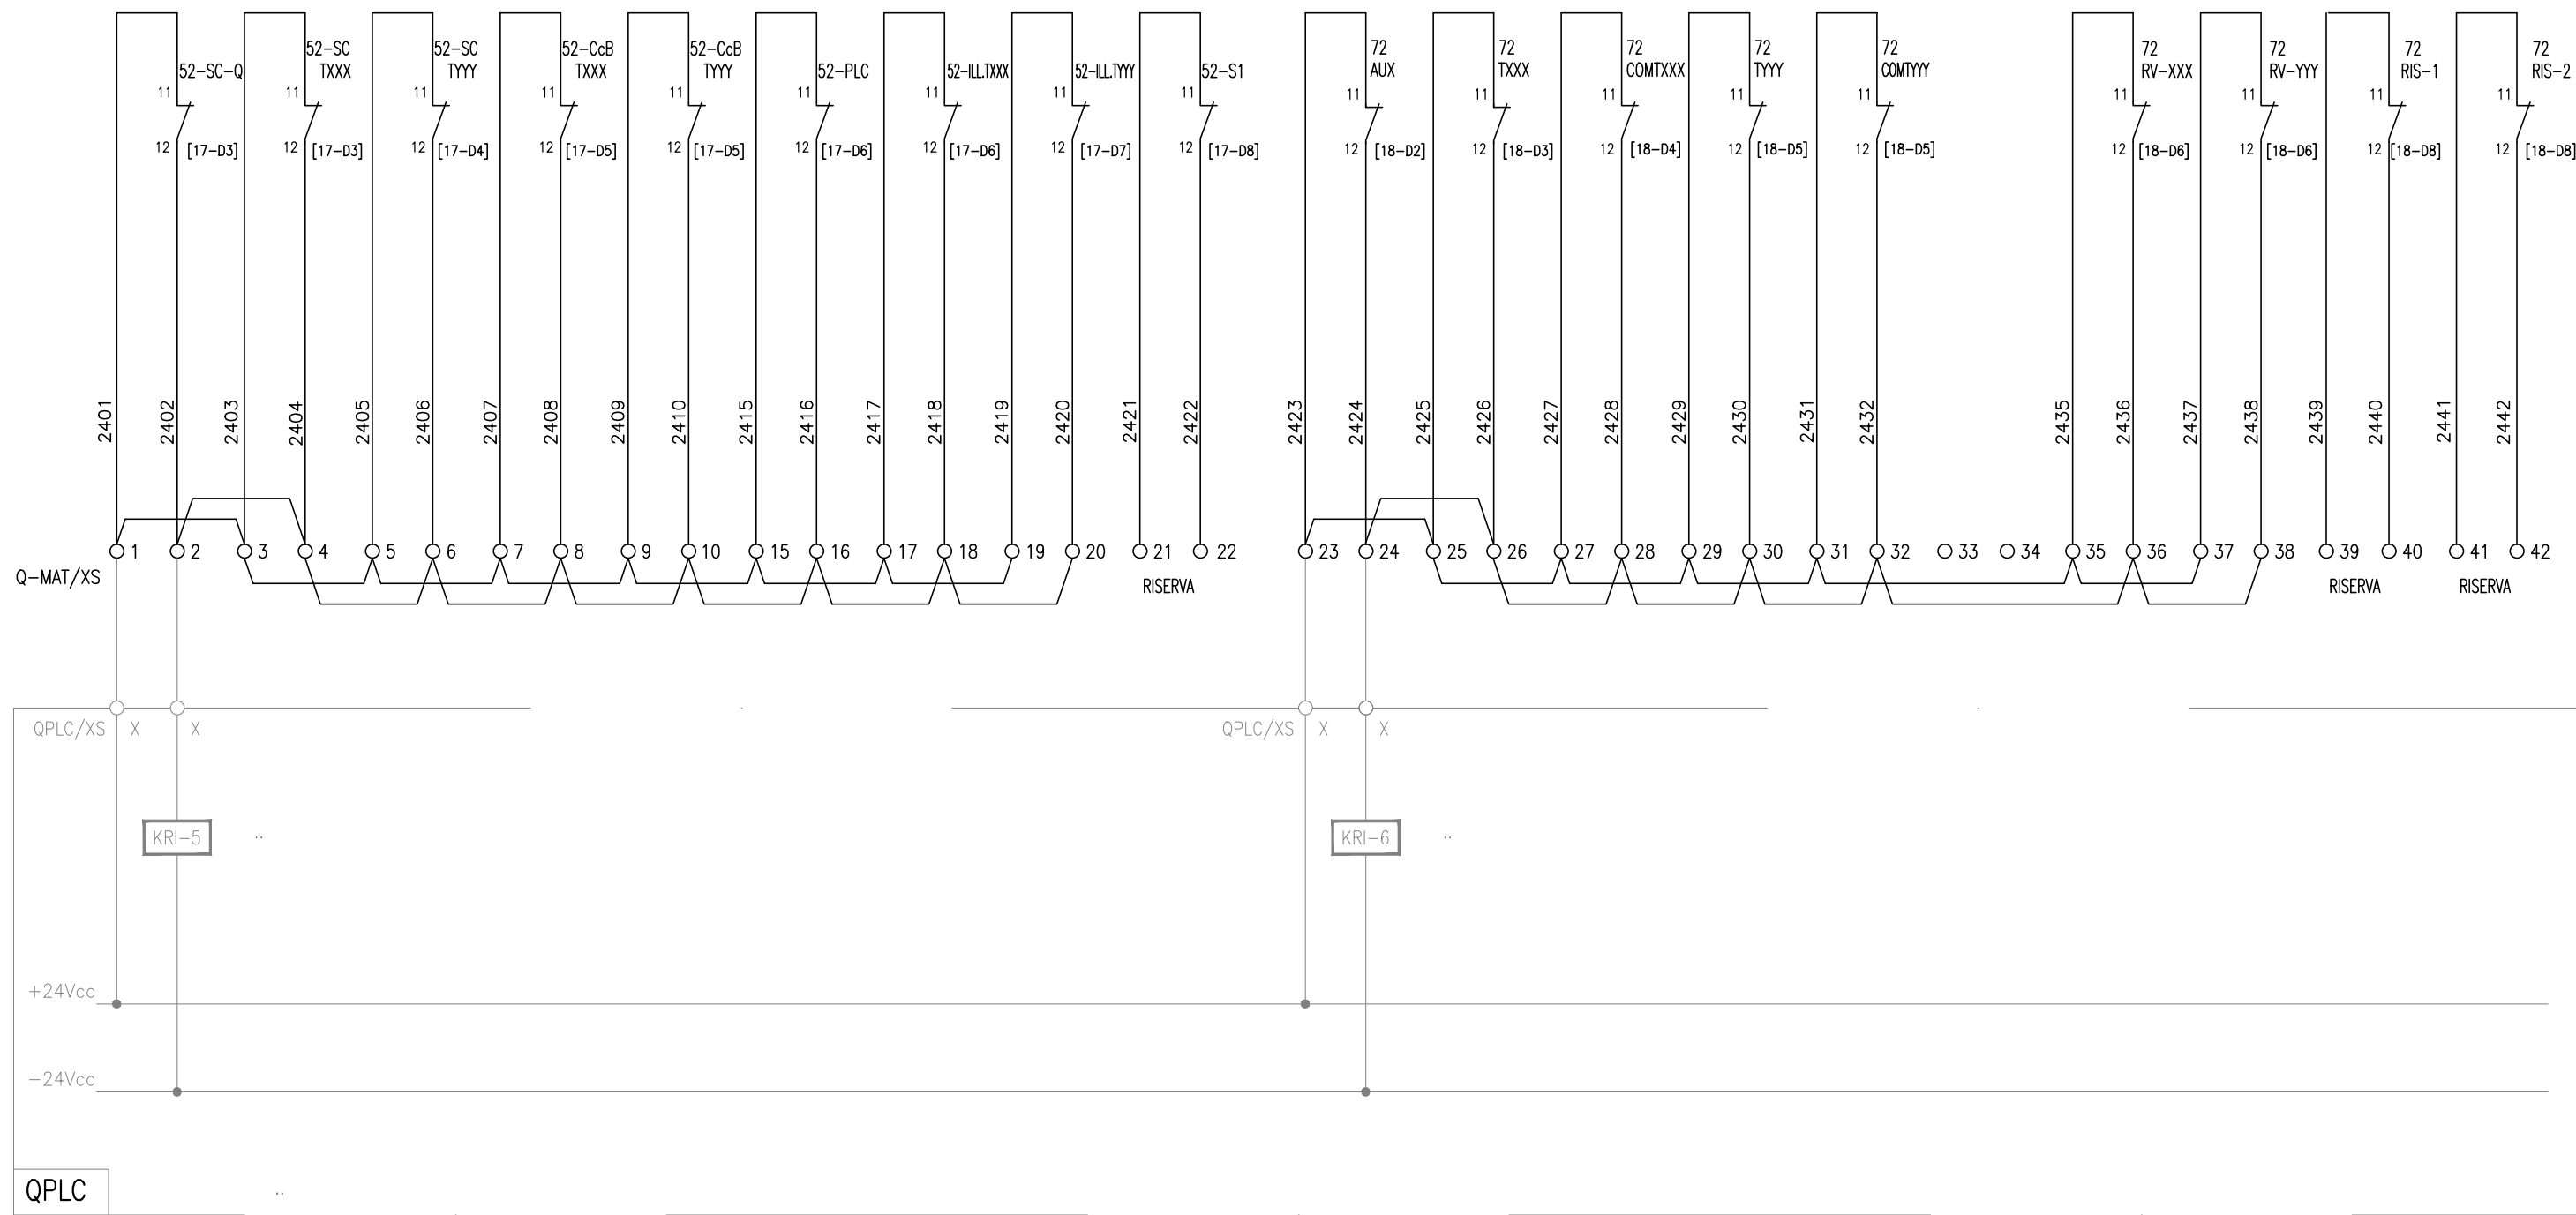 52-SC-Q
52-SC
TXXX
52-SC
TYYY
52-CcB
TXXX
52-CcB
TYYY
52-PLC
52-ILL.TXXX
52-ILL.TYYY
52-S1
72
AUX
72
TXXX
72
COMTXXX
72
TYYY
72
COMTYYY
72
RV-XXX
72
RV-YYY
72
RIS-1
72
RIS-2
11 11 11 11 11 11 11 11 11 11 11 11 11 11 11 11 11 11
12 [17-D3] 12 [17-D3] 12 [17-D4] 12 [17-D5] 12 [17-D5] 12 [17-D6] 12 [17-D6] 12 [17-D7] 12 [17-D8] 12 [18-D2] 12 [18-D3] 12 [18-D4] 12 [18-D5] 12 [18-D5] 12 [18-D6] 12 [18-D6] 12 [18-D8] 12 [18-D8]
2401 2402 2403 2404 2405 2406 2407 2408 2409 2410 2415 2416 2417 2418 2419 2420 2421 2422 2423 2424 2425 2426 2427 2428 2429 2430 2431 2432 2435 2436 2437 2438 2439 2440 2441 2442
1 2 3 4 5 6 7 8 9 10 15 16 17 18 19 20 21 22 23 24 25 26 27 28 29 30 31 32 33 34 35 36 37 38 39 40 41 42
Q-MAT/XS
RISERVA RISERVA RISERVA
QPLC/XS X X QPLC/XS X X
KRI-5 KRI-6
+24Vcc
-24Vcc
QPLC